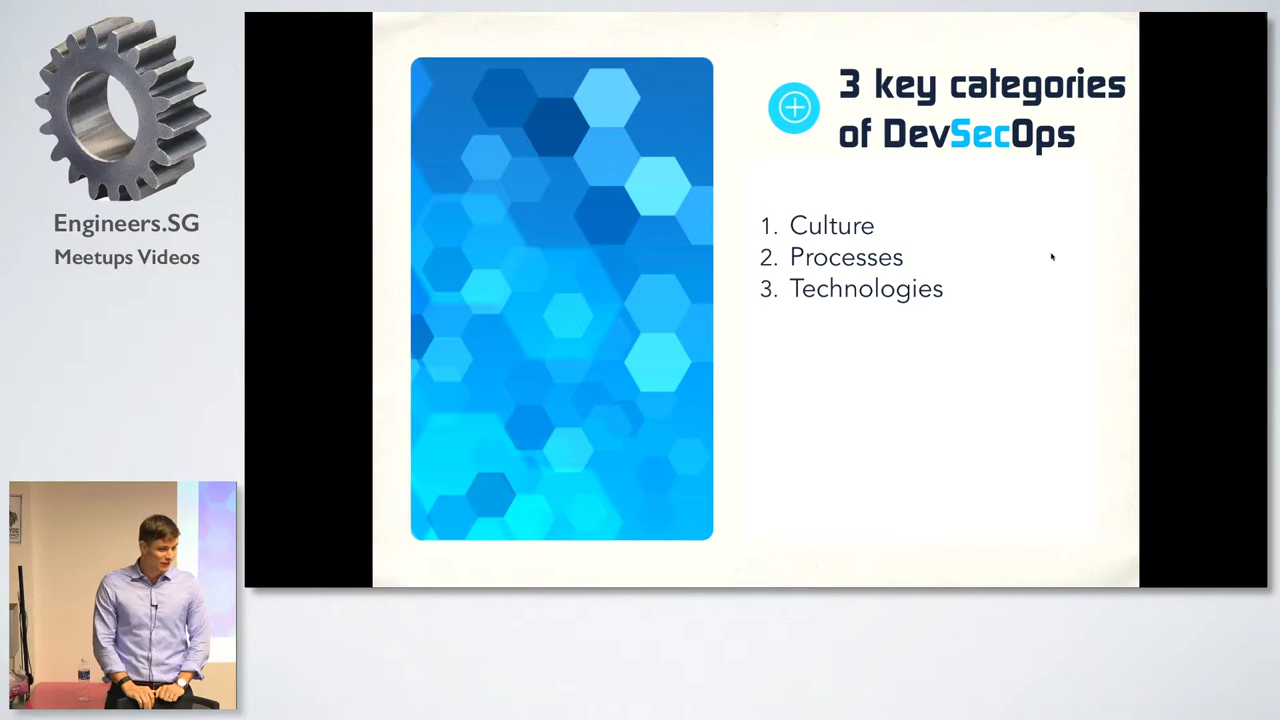 Engineers.SG
Meetups Videos
3 key categories
of DevSecOps
1. Culture
2. Processes
3. Technologies